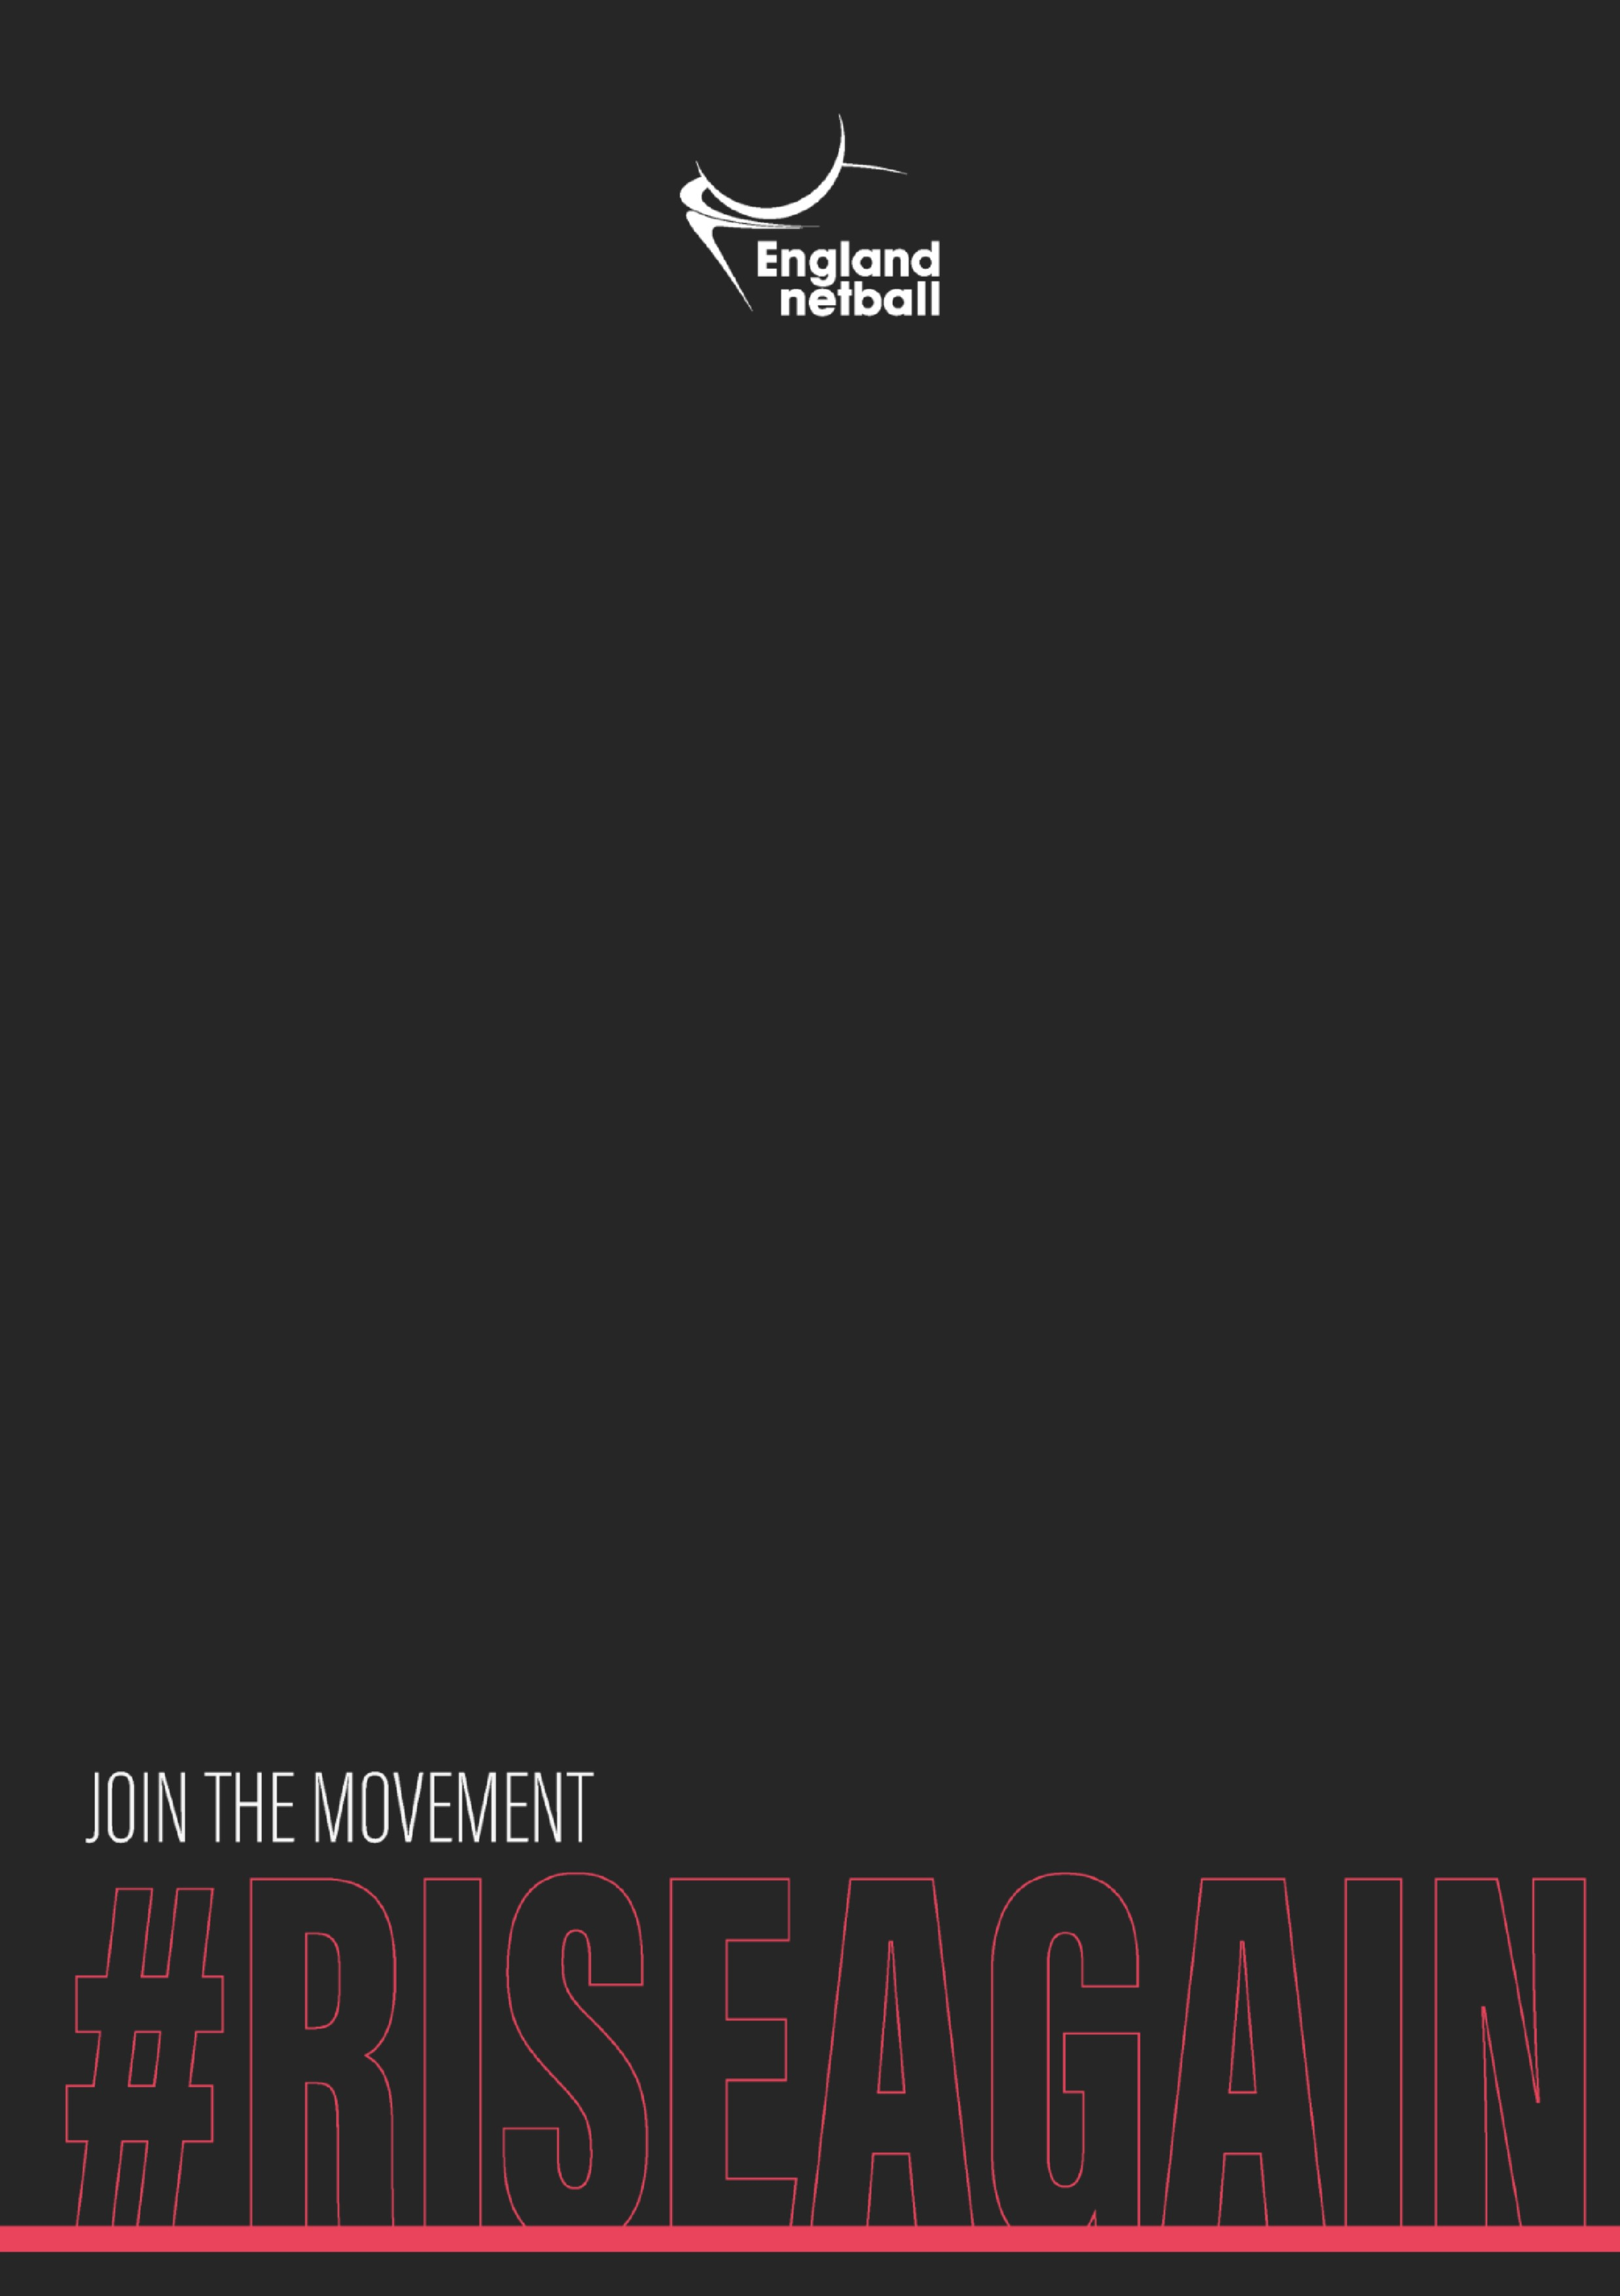 England
netball
JOIN THE MOVEMENT
#RISEAGAIN